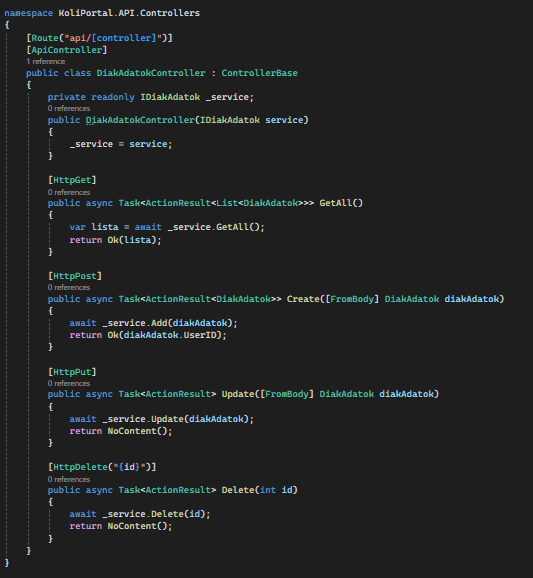 namespace KoliPortal.API.Controllers
{
[Route("api/[controller]")]
[ApiController]
1 reference
public class DiakAdatokController : ControllerBase
{
private readonly IDiakAdatok _service;
0 references
public DiakAdatokController(IDiakAdatok service)
{
_service = service;
}
[HttpGet]
0 references
public async Task<ActionResult<List<DiakAdatok>>> GetAll()
{
var lista = await _service.GetAll();
return Ok(lista);
}
[HttpPost]
0 references
public async Task<ActionResult<DiakAdatok>> Create([FromBody] DiakAdatok diakAdatok)
{
await _service.Add(diakAdatok);
return Ok(diakAdatok.UserID);
}
[HttpPut]
0 references
public async Task<ActionResult> Update([FromBody] DiakAdatok diakAdatok)
{
await _service.Update(diakAdatok);
return NoContent();
}
[HttpDelete("{id}")]
0 references
public async Task<ActionResult> Delete(int id)
{
await _service.Delete(id);
return NoContent();
}
}
}